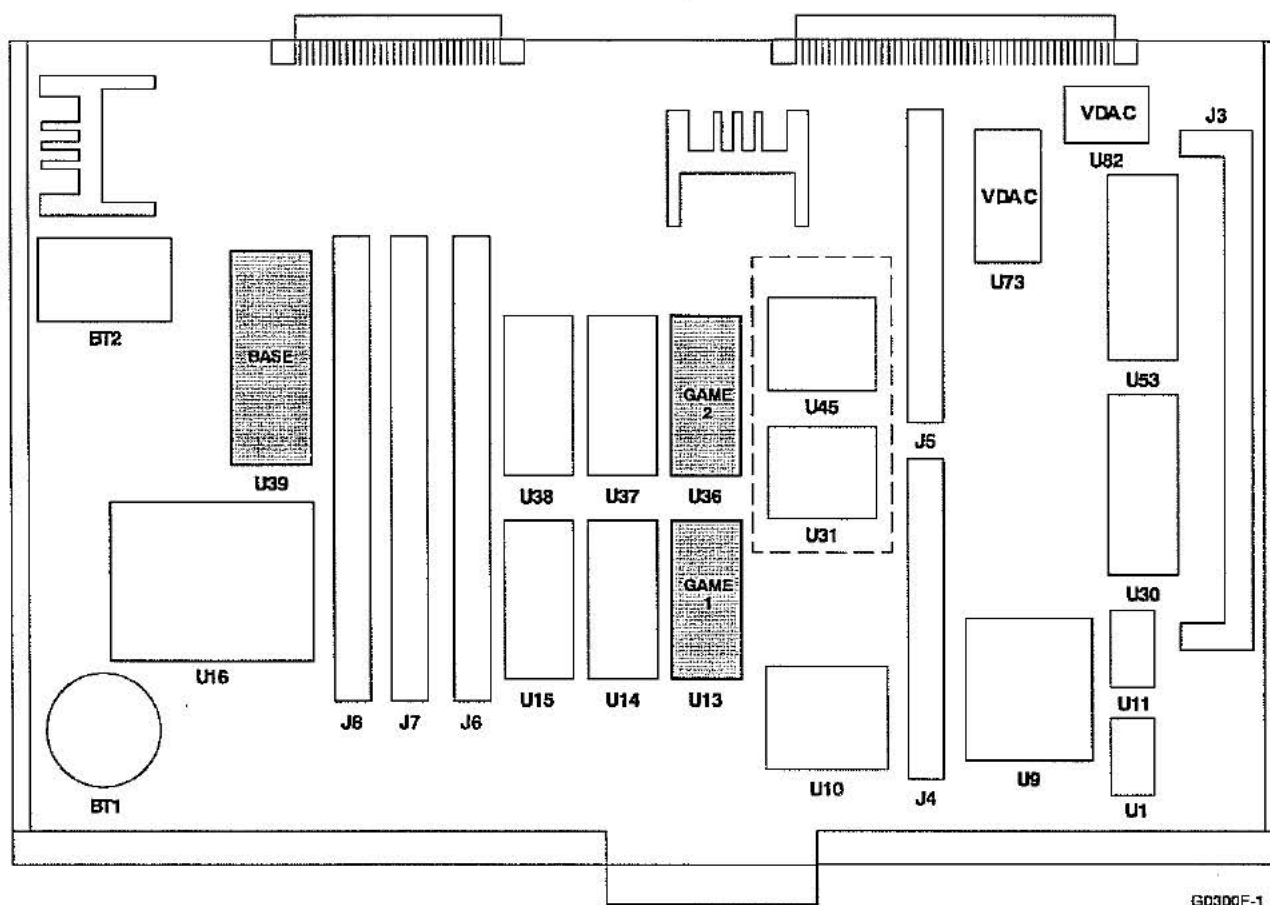 VDAC
J3
U82
VDAC
U73
BT2
BASE
U39
GAME
2
U45
J5
U53
U38
U37
U36
U31
GAME
1
U30
U16
U15
U14
U13
U11
J8
J7
J6
U10
J4
U9
U1
BT1
G0300E-1